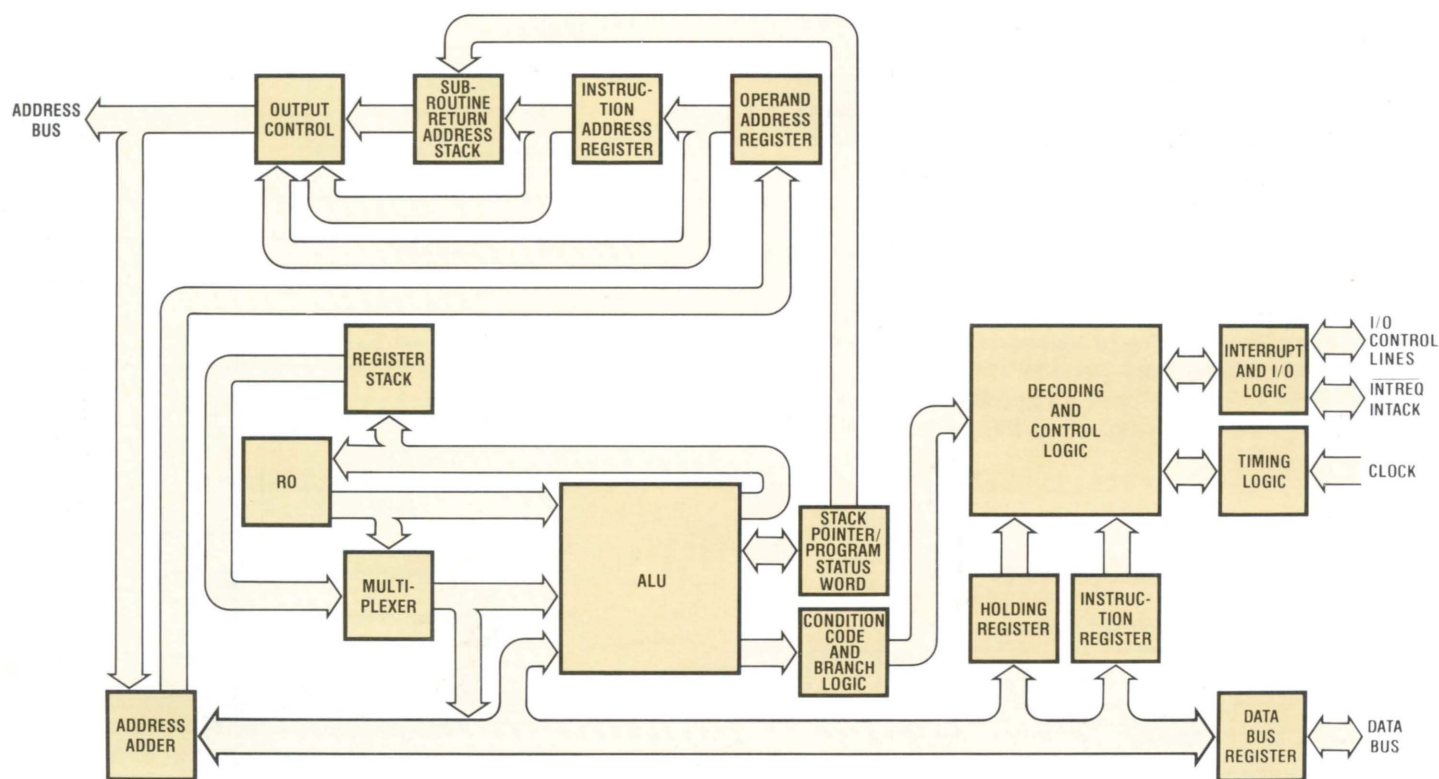 ADDRESS
BUS
OUTPUT
CONTROL
SUB-
ROUTINE
RETURN
ADDRESS
STACK
INSTRUC-
TION
ADDRESS
REGISTER
OPERAND
ADDRESS
REGISTER
REGISTER
STACK
RO
MULTI-
PLEXER
ALU
STACK
POINTER/
PROGRAM
STATUS
WORD
CONDITION
CODE
AND
BRANCH
LOGIC
DECODING
AND
CONTROL
LOGIC
INTERRUPT
AND I/O
LOGIC
I/O
CONTROL
LINES
INTREQ
INTACK
TIMING
LOGIC
CLOCK
HOLDING
REGISTER
INSTRUC-
TION
REGISTER
ADDRESS
ADDER
DATA
BUS
REGISTER
DATA
BUS